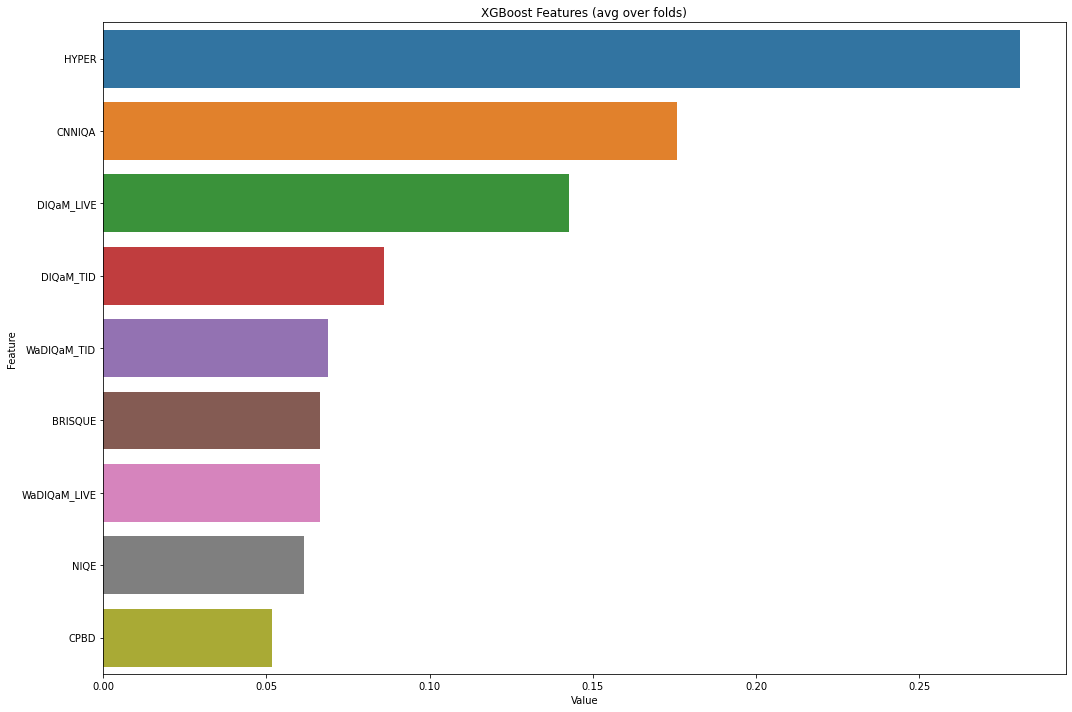 XGBoost Features (avg over folds)
HYPER
CNNIQA
DIQaM_LIVE
DIQaM_TID
WaDIQaM_TID
BRISQUE
WaDIQaM_LIVE
NIQE
CPBD
Feature
0.00 0.05 0.10 0.15 0.20 0.25
Value